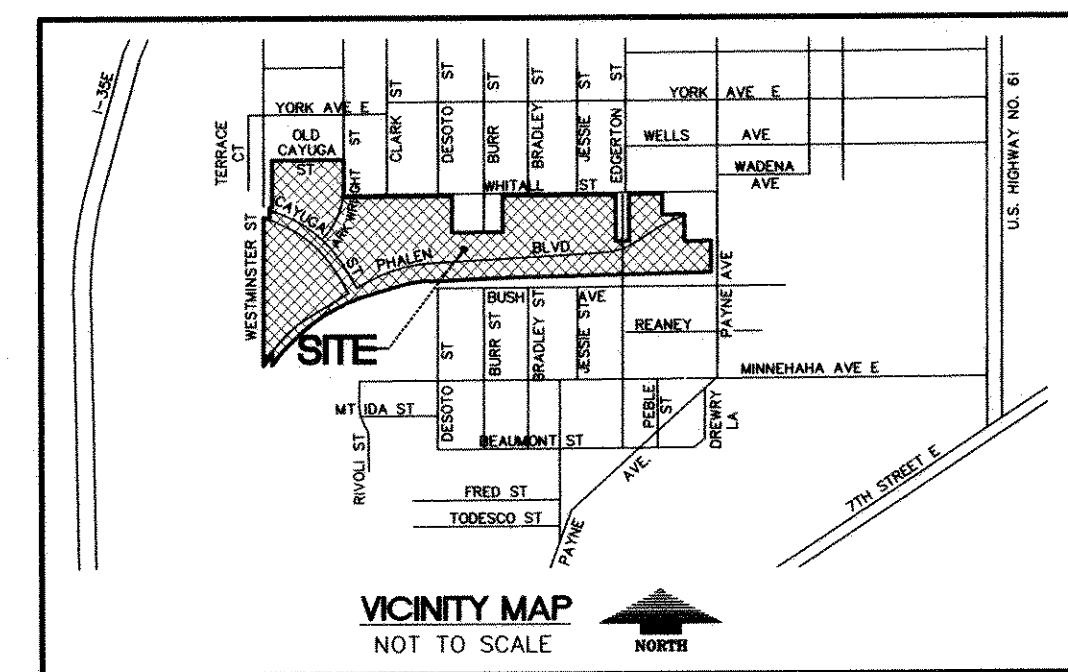 I-35E
YORK AVE E
TERRACE CT
OLD CAYUGA ST
ARKWRIGHT ST
CLARK ST
DESOTO ST
BURR ST
BRADLEY ST
JESSIE ST
EDGERTON ST
YORK AVE E
WELLS AVE
WADENA AVE
U.S. HIGHWAY NO. 61
WHITALL ST
CAYUGA ST
WESTMINSTER ST
PHALEN BLVD
SITE
BUSH AVE
DESOTO ST
BURR ST
BRADLEY ST
JESSIE ST
REANEY
PAYNE AVE
MINNEHAHA AVE E
MT IDA ST
RIVOLI ST
BEAUMONT ST
PEBLE ST
DREWRY LA
FRED ST
TODESCO ST
PAYNE AVE.
7TH STREET E
VICINITY MAP
NOT TO SCALE
NORTH